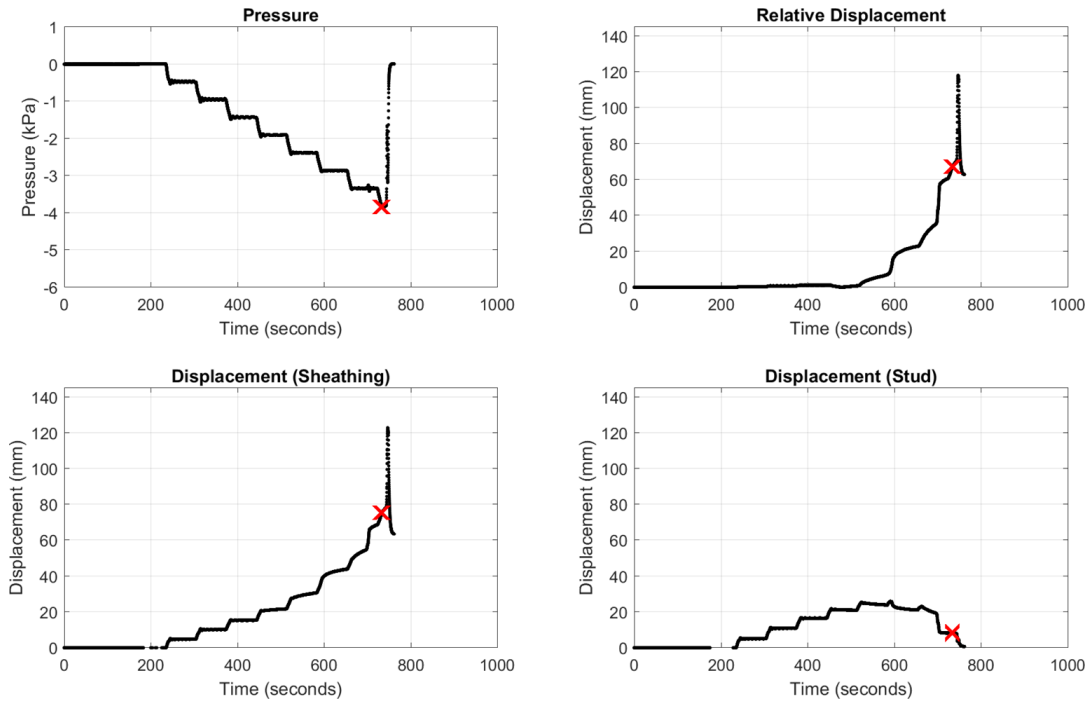 Pressure
Pressure (kPa)
1
0
-1
-2
-3
-4
-5
-6
0 200 400 600 800 1000
Time (seconds)
Relative Displacement
Displacement (mm)
140
120
100
80
60
40
20
0
0 200 400 600 800 1000
Time (seconds)
Displacement (Sheathing)
Displacement (mm)
140
120
100
80
60
40
20
0
0 200 400 600 800 1000
Time (seconds)
Displacement (Stud)
Displacement (mm)
140
120
100
80
60
40
20
0
0 200 400 600 800 1000
Time (seconds)